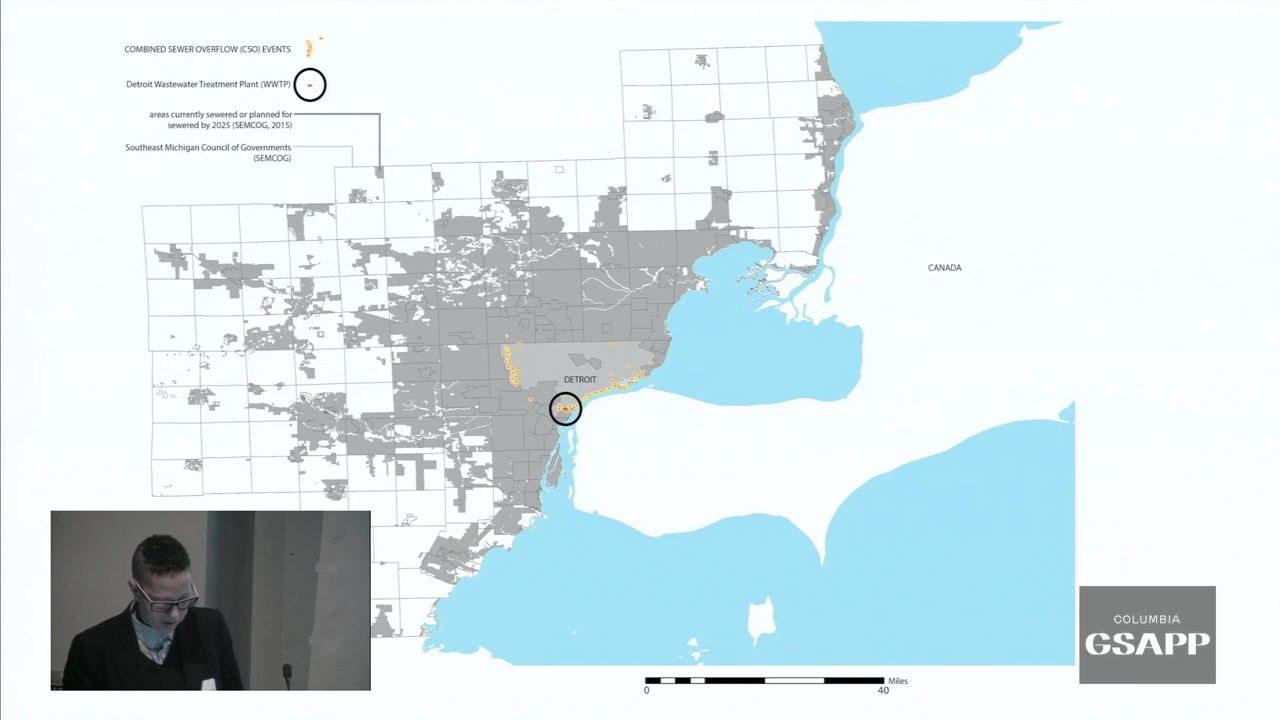 COMBINED SEWER OVERFLOW (CSO) EVENTS
Detroit Wastewater Treatment Plant (WWTP)
areas currently sewered or planned for
sewered by 2025 (SEMCOG, 2015)
Southeast Michigan Council of Governments
(SEMCOG)
CANADA
DETROIT
COLUMBIA
GSAPP
Miles
0
40